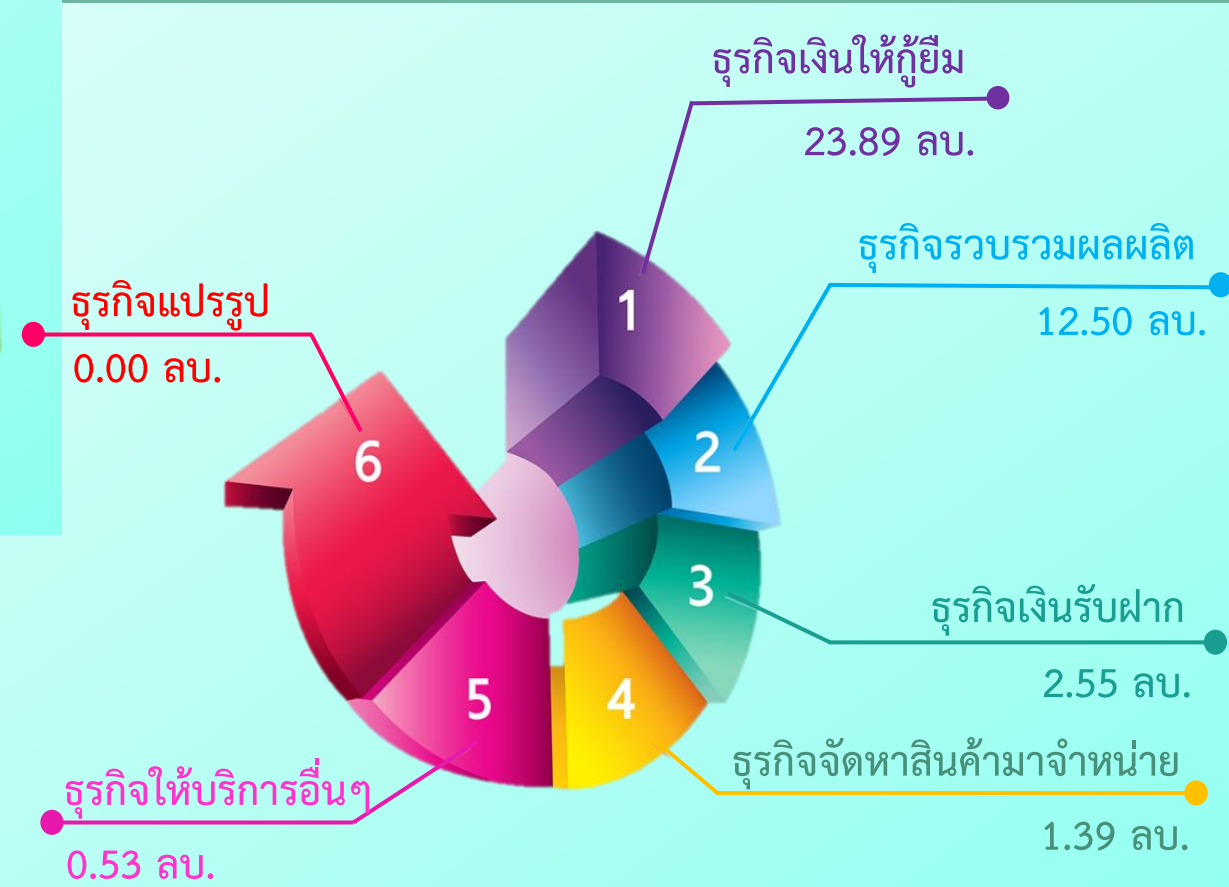 ธุรกิจเงินให้กู้ยืม
23.89 ลบ.
ธุรกิจรวบรวมผลผลิต
12.50 ลบ.
ธุรกิจเงินรับฝาก
2.55 ลบ.
ธุรกิจจัดหาสินค้ามาจำหน่าย
1.39 ลบ.
ธุรกิจให้บริการอื่นๆ
0.53 ลบ.
ธุรกิจแปรรูป
0.00 ลบ.
1
2
3
4
5
6